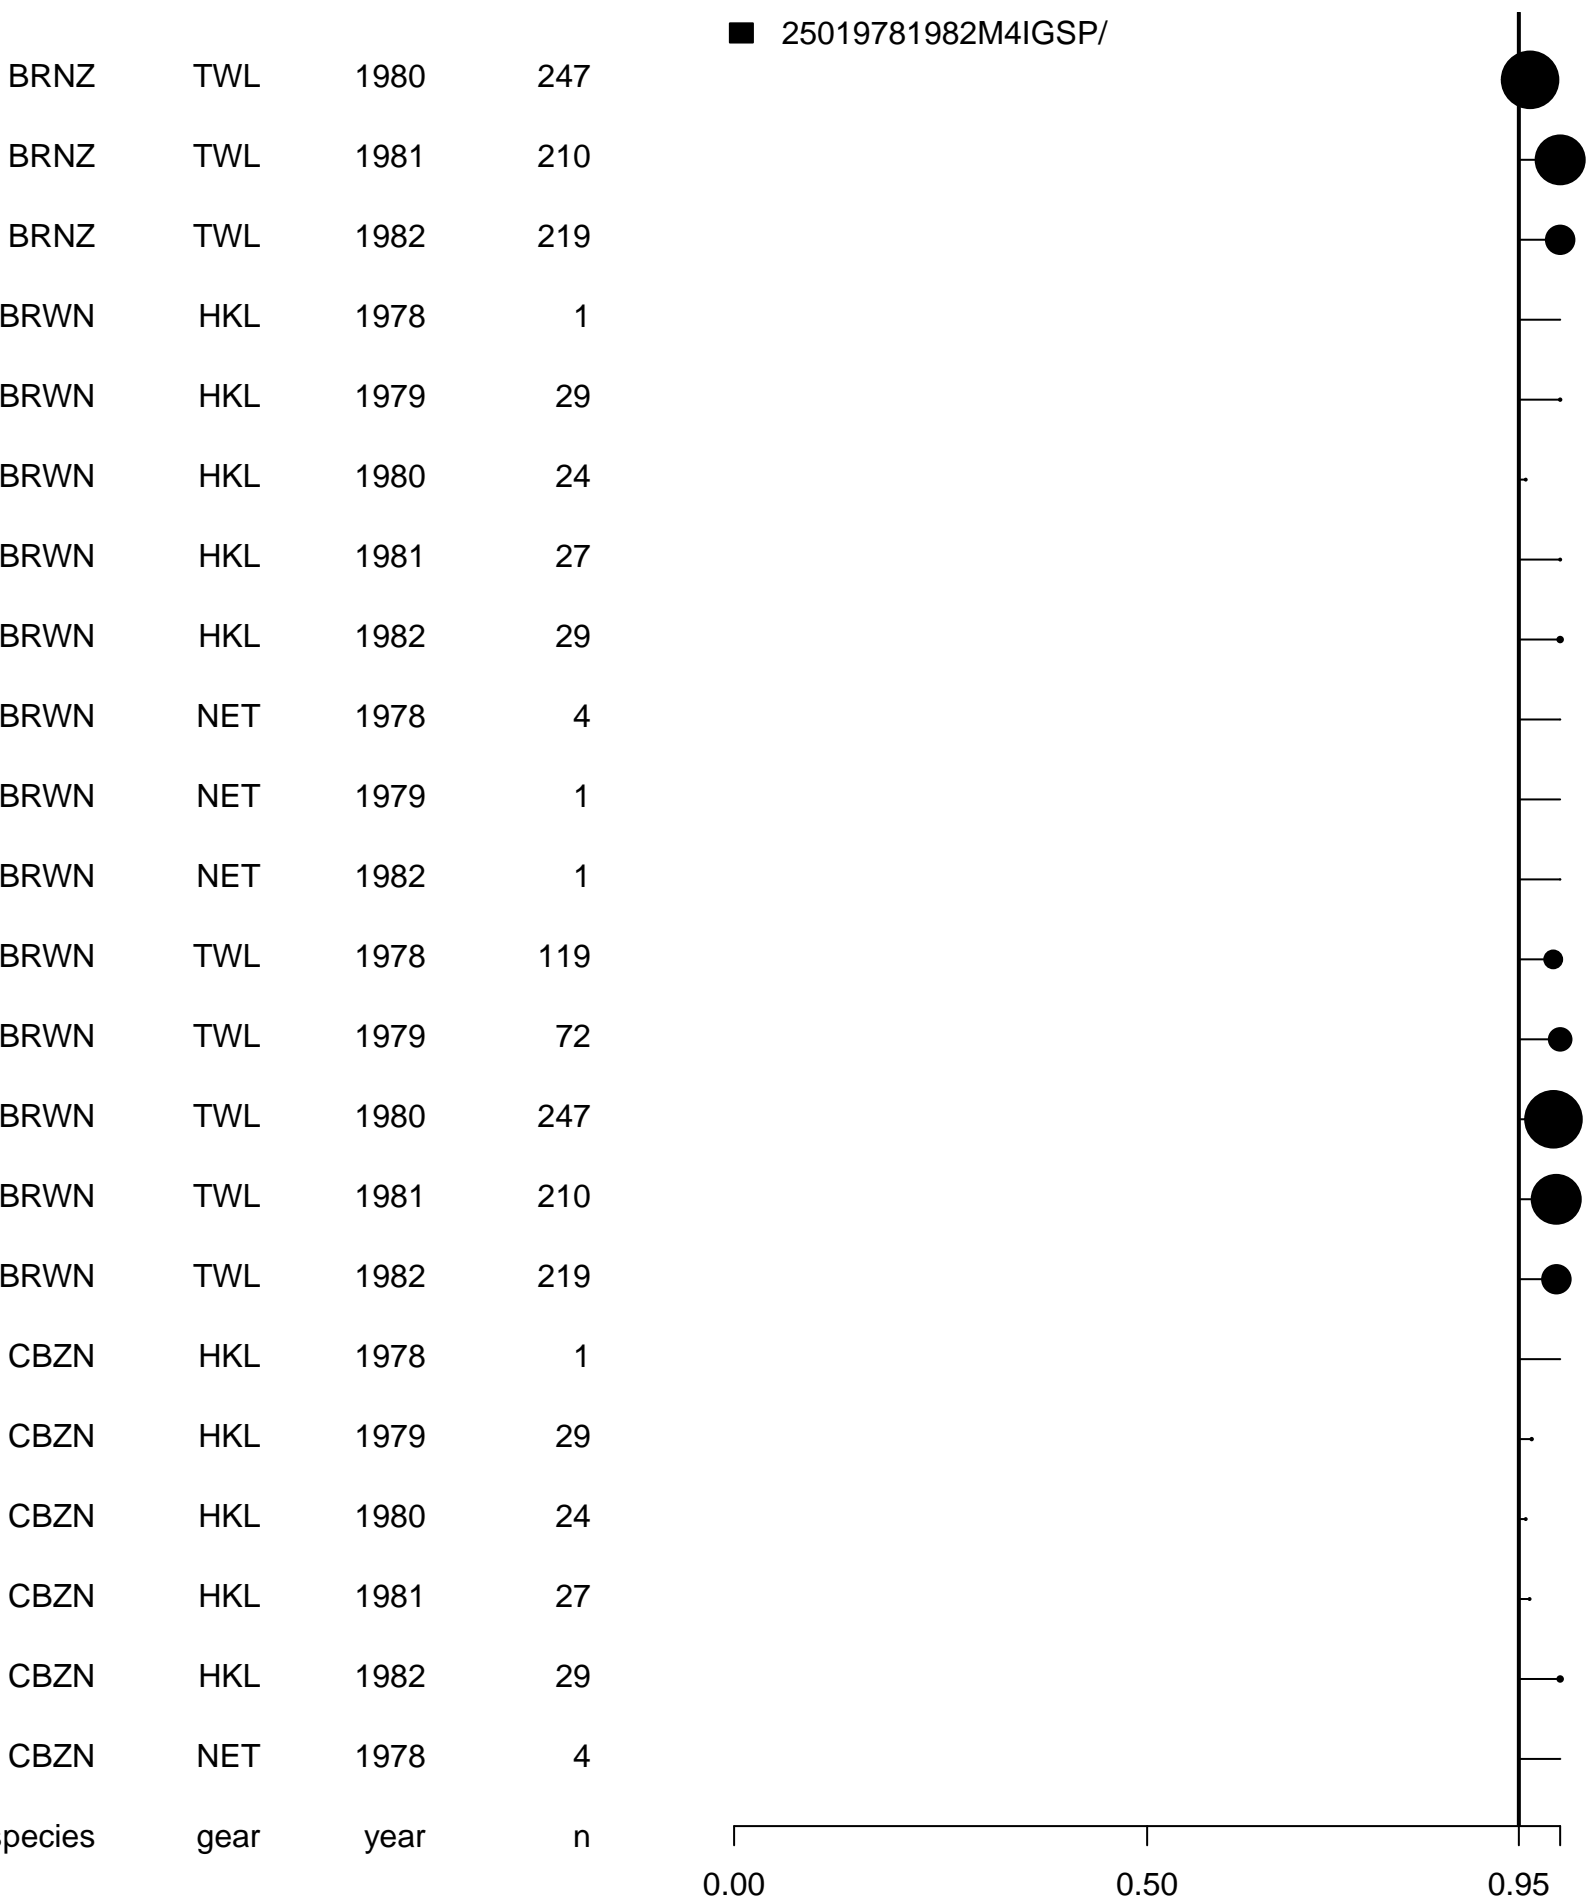 25019781982M4IGSP/
BRNZ TWL 1980 247
BRNZ TWL 1981 210
BRNZ TWL 1982 219
BRWN HKL 1978 1
BRWN HKL 1979 29
BRWN HKL 1980 24
BRWN HKL 1981 27
BRWN HKL 1982 29
BRWN NET 1978 4
BRWN NET 1979 1
BRWN NET 1982 1
BRWN TWL 1978 119
BRWN TWL 1979 72
BRWN TWL 1980 247
BRWN TWL 1981 210
BRWN TWL 1982 219
CBZN HKL 1978 1
CBZN HKL 1979 29
CBZN HKL 1980 24
CBZN HKL 1981 27
CBZN HKL 1982 29
CBZN NET 1978 4
species gear year n
0.00 0.50 0.95